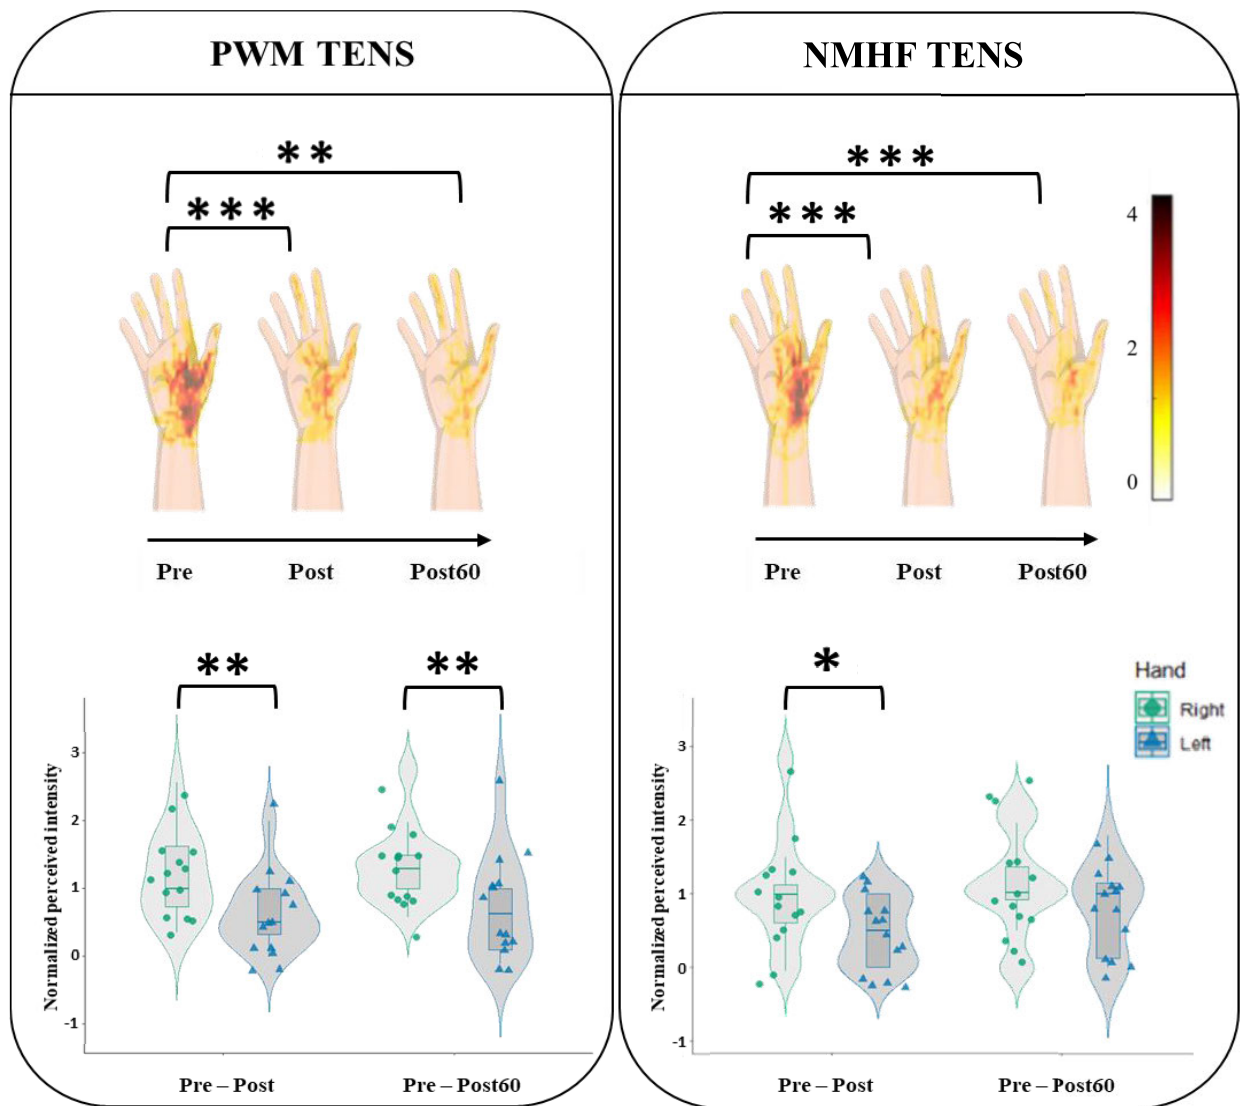 PWM TENS
** 
***
Pre Post Post60
** **
Normalized perceived intensity
3
2
1
0
-1
Pre – Post Pre – Post60
NMHF TENS
***
***
4
2
0
Pre Post Post60
*
Hand
Right
Left
Normalized perceived intensity
3
2
1
0
-1
Pre – Post Pre – Post60